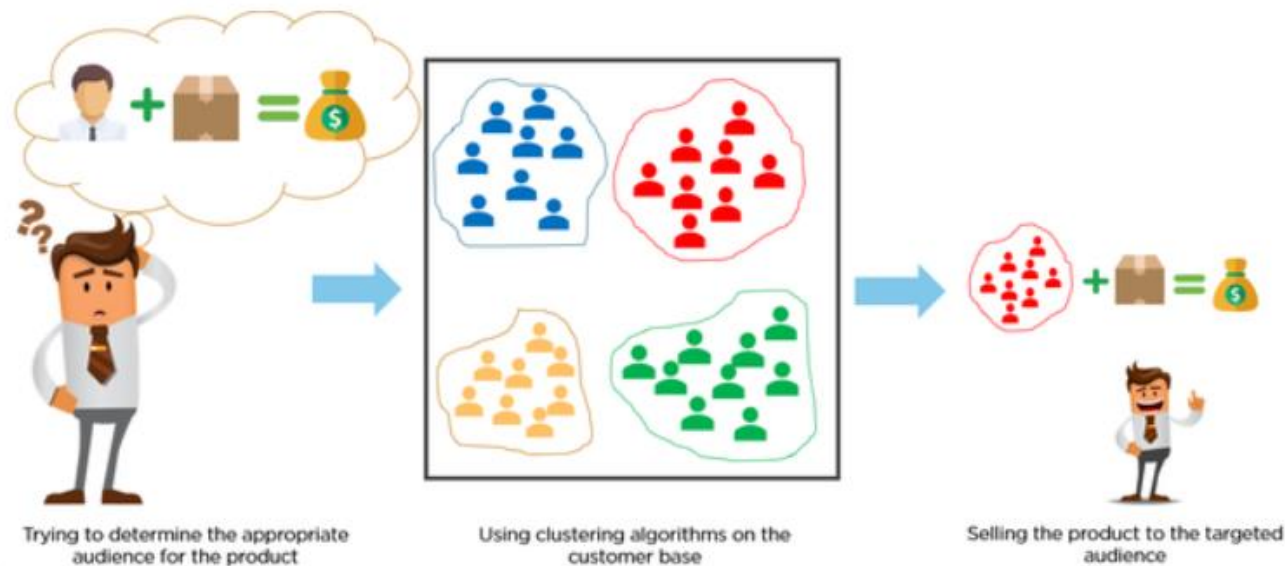 ??
$
Trying to determine the appropriate
audience for the product
Using clustering algorithms on the
customer base
$
Selling the product to the targeted
audience